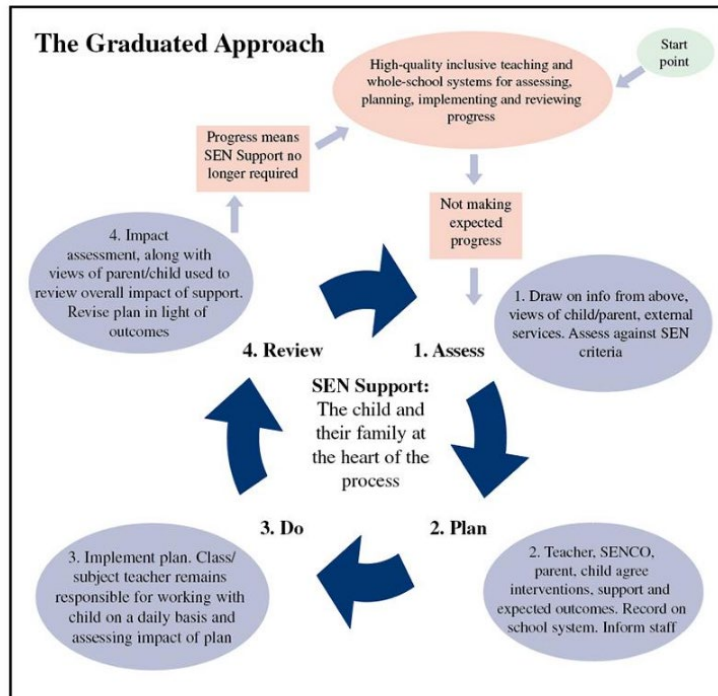 The Graduated Approach
Start
point
High-quality inclusive teaching and
whole-school systems for assessing,
planning, implementing and reviewing
progress
Progress means
SEN Support no
longer required
Not making
expected
progress
4. Impact
assessment, along with
views of parent/child used to
review overall impact of support.
Revise plan in light of
outcomes
1. Draw on info from above,
views of child/parent, external
services. Assess against SEN
criteria
4. Review
1. Assess
SEN Support:
The child and
their family at
the heart of the
process
3. Do
2. Plan
3. Implement plan. Class/
subject teacher remains
responsible for working with
child on a daily basis and
assessing impact of plan
2. Teacher, SENCO,
parent, child agree
interventions, support and
expected outcomes. Record on
school system. Inform staff